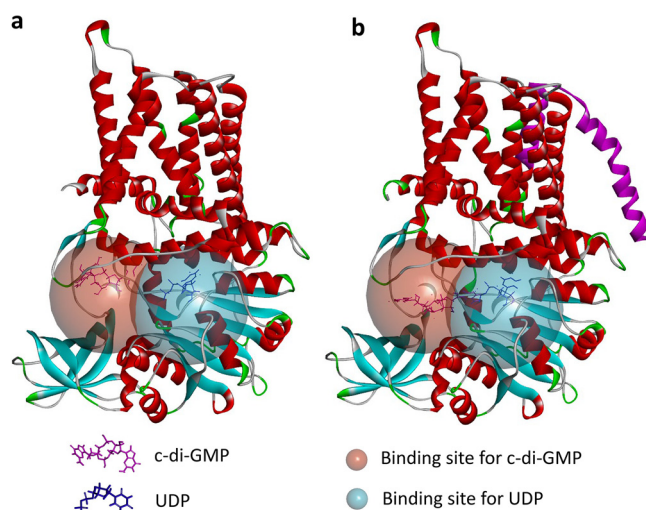 a
b
c-di-GMP
Binding site for c-di-GMP
UDP
Binding site for UDP